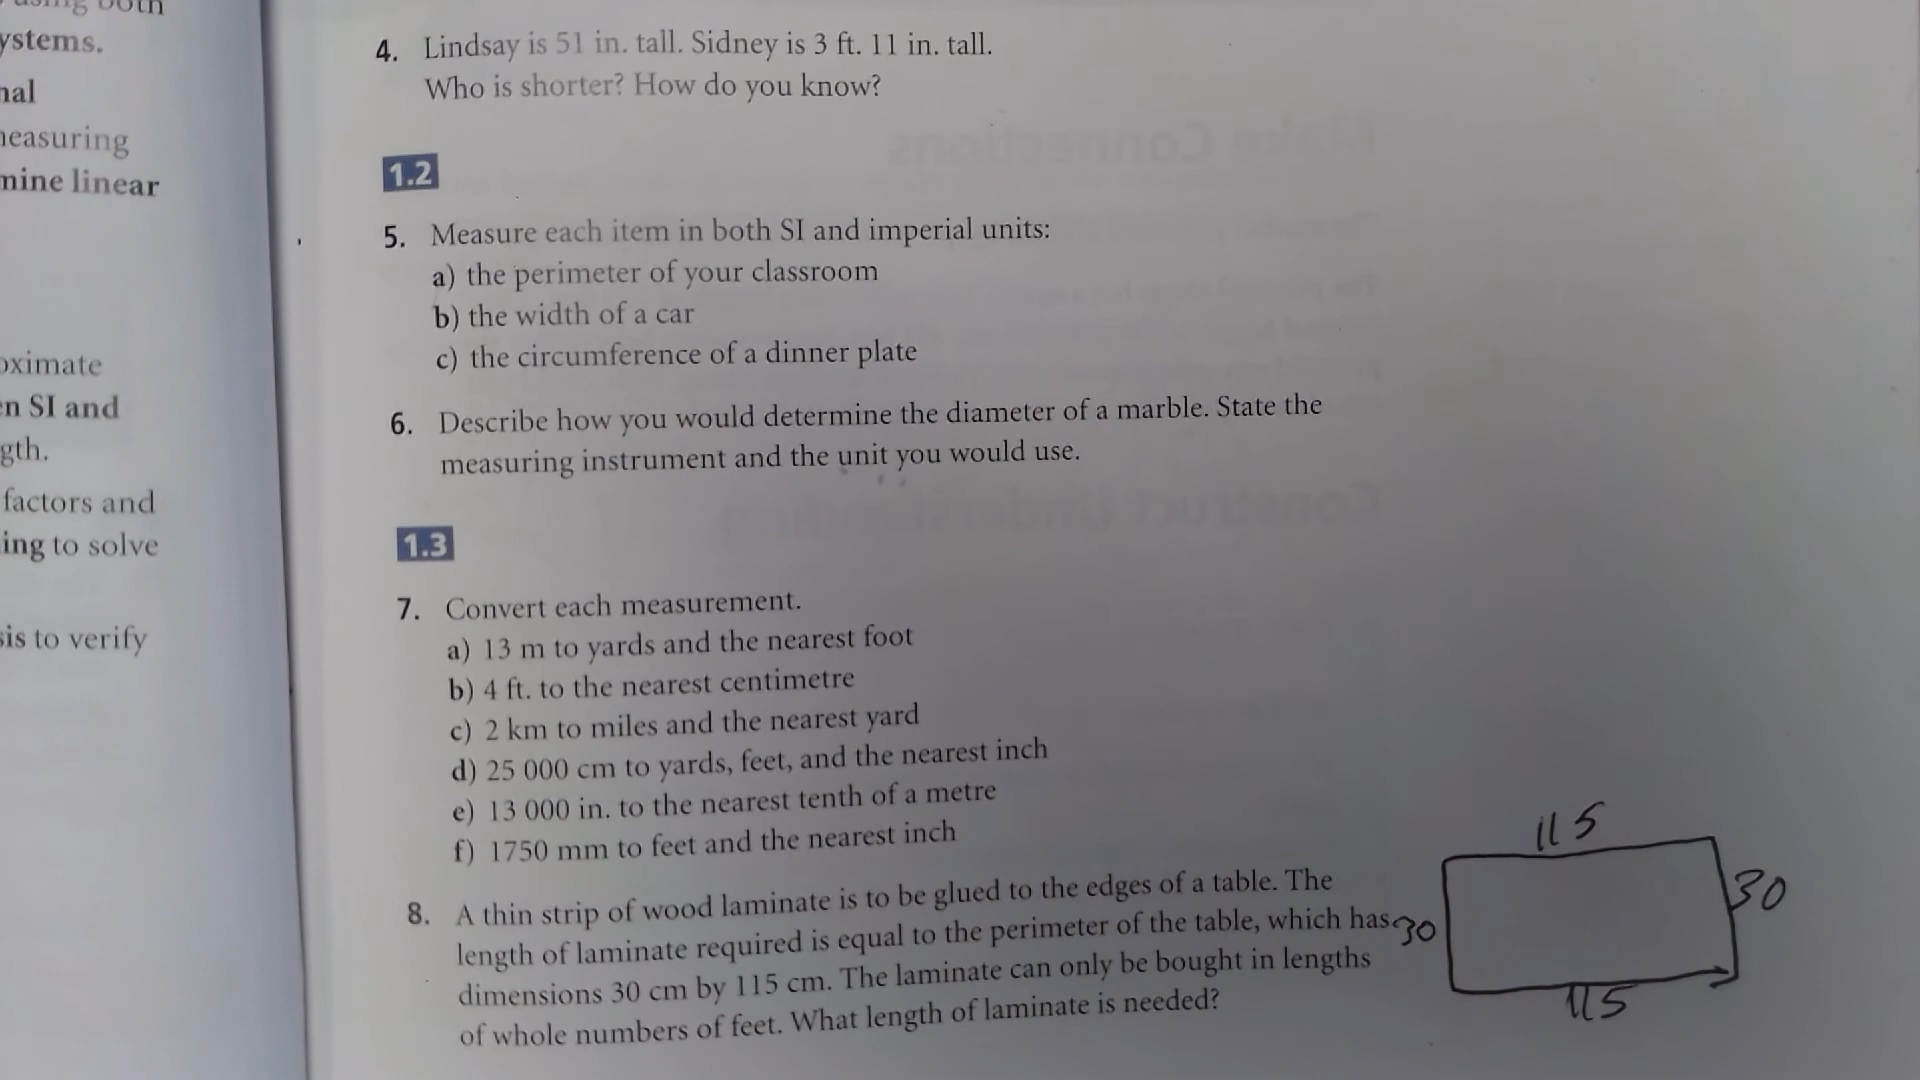 ystems.
nal
neasuring
mine linear
oximate
en SI and
gth.
factors and
ing to solve
sis to verify
4. Lindsay is 51 in. tall. Sidney is 3 ft. 11 in. tall.
Who is shorter? How do you know?
1.2
5. Measure each item in both SI and imperial units:
a) the perimeter of your classroom
b) the width of a car
c) the circumference of a dinner plate
6. Describe how you would determine the diameter of a marble. State the
measuring instrument and the unit you would use.
1.3
7. Convert each measurement.
a) 13 m to yards and the nearest foot
b) 4 ft. to the nearest centimetre
c) 2 km to miles and the nearest yard
d) 25 000 cm to yards, feet, and the nearest inch
e) 13 000 in. to the nearest tenth of a metre
f) 1750 mm to feet and the nearest inch
8. A thin strip of wood laminate is to be glued to the edges of a table. The
length of laminate required is equal to the perimeter of the table, which has
dimensions 30 cm by 115 cm. The laminate can only be bought in lengths
of whole numbers of feet. What length of laminate is needed?
115
30
30
115